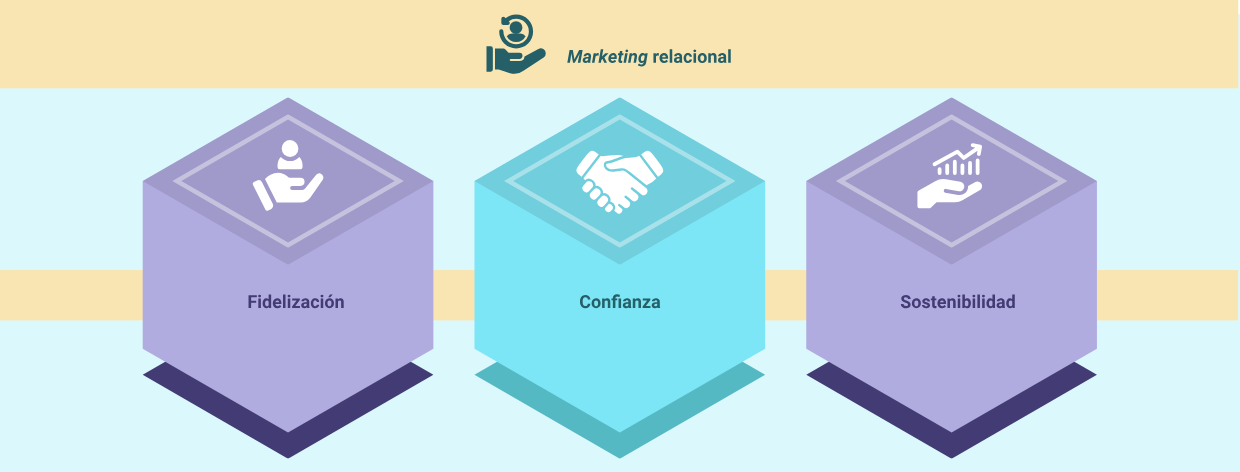 Marketing relacional
Fidelización
Confianza
Sostenibilidad